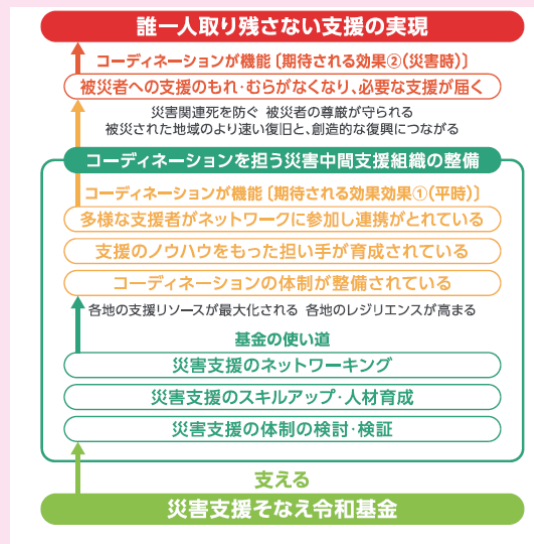 誰一人取り残さない支援の実現
コーディネーションが機能〔期待される効果②(災害時)〕
被災者への支援のもれ・むらがなくなり、必要な支援が届く
災害関連死を防ぐ 被災者の尊厳が守られる
被災された地域のより速い復旧と、創造的な復興につながる
コーディネーションを担う災害中間支援組織の整備
コーディネーションが機能〔期待される効果効果①(平時)〕
多様な支援者がネットワークに参加し連携がとれている
支援のノウハウをもった担い手が育成されている
コーディネーションの体制が整備されている
各地の支援リソースが最大化される 各地のレジリエンスが高まる
基金の使い道
災害支援のネットワーキング
災害支援のスキルアップ・人材育成
災害支援の体制の検討・検証
支える
災害支援そなえ令和基金